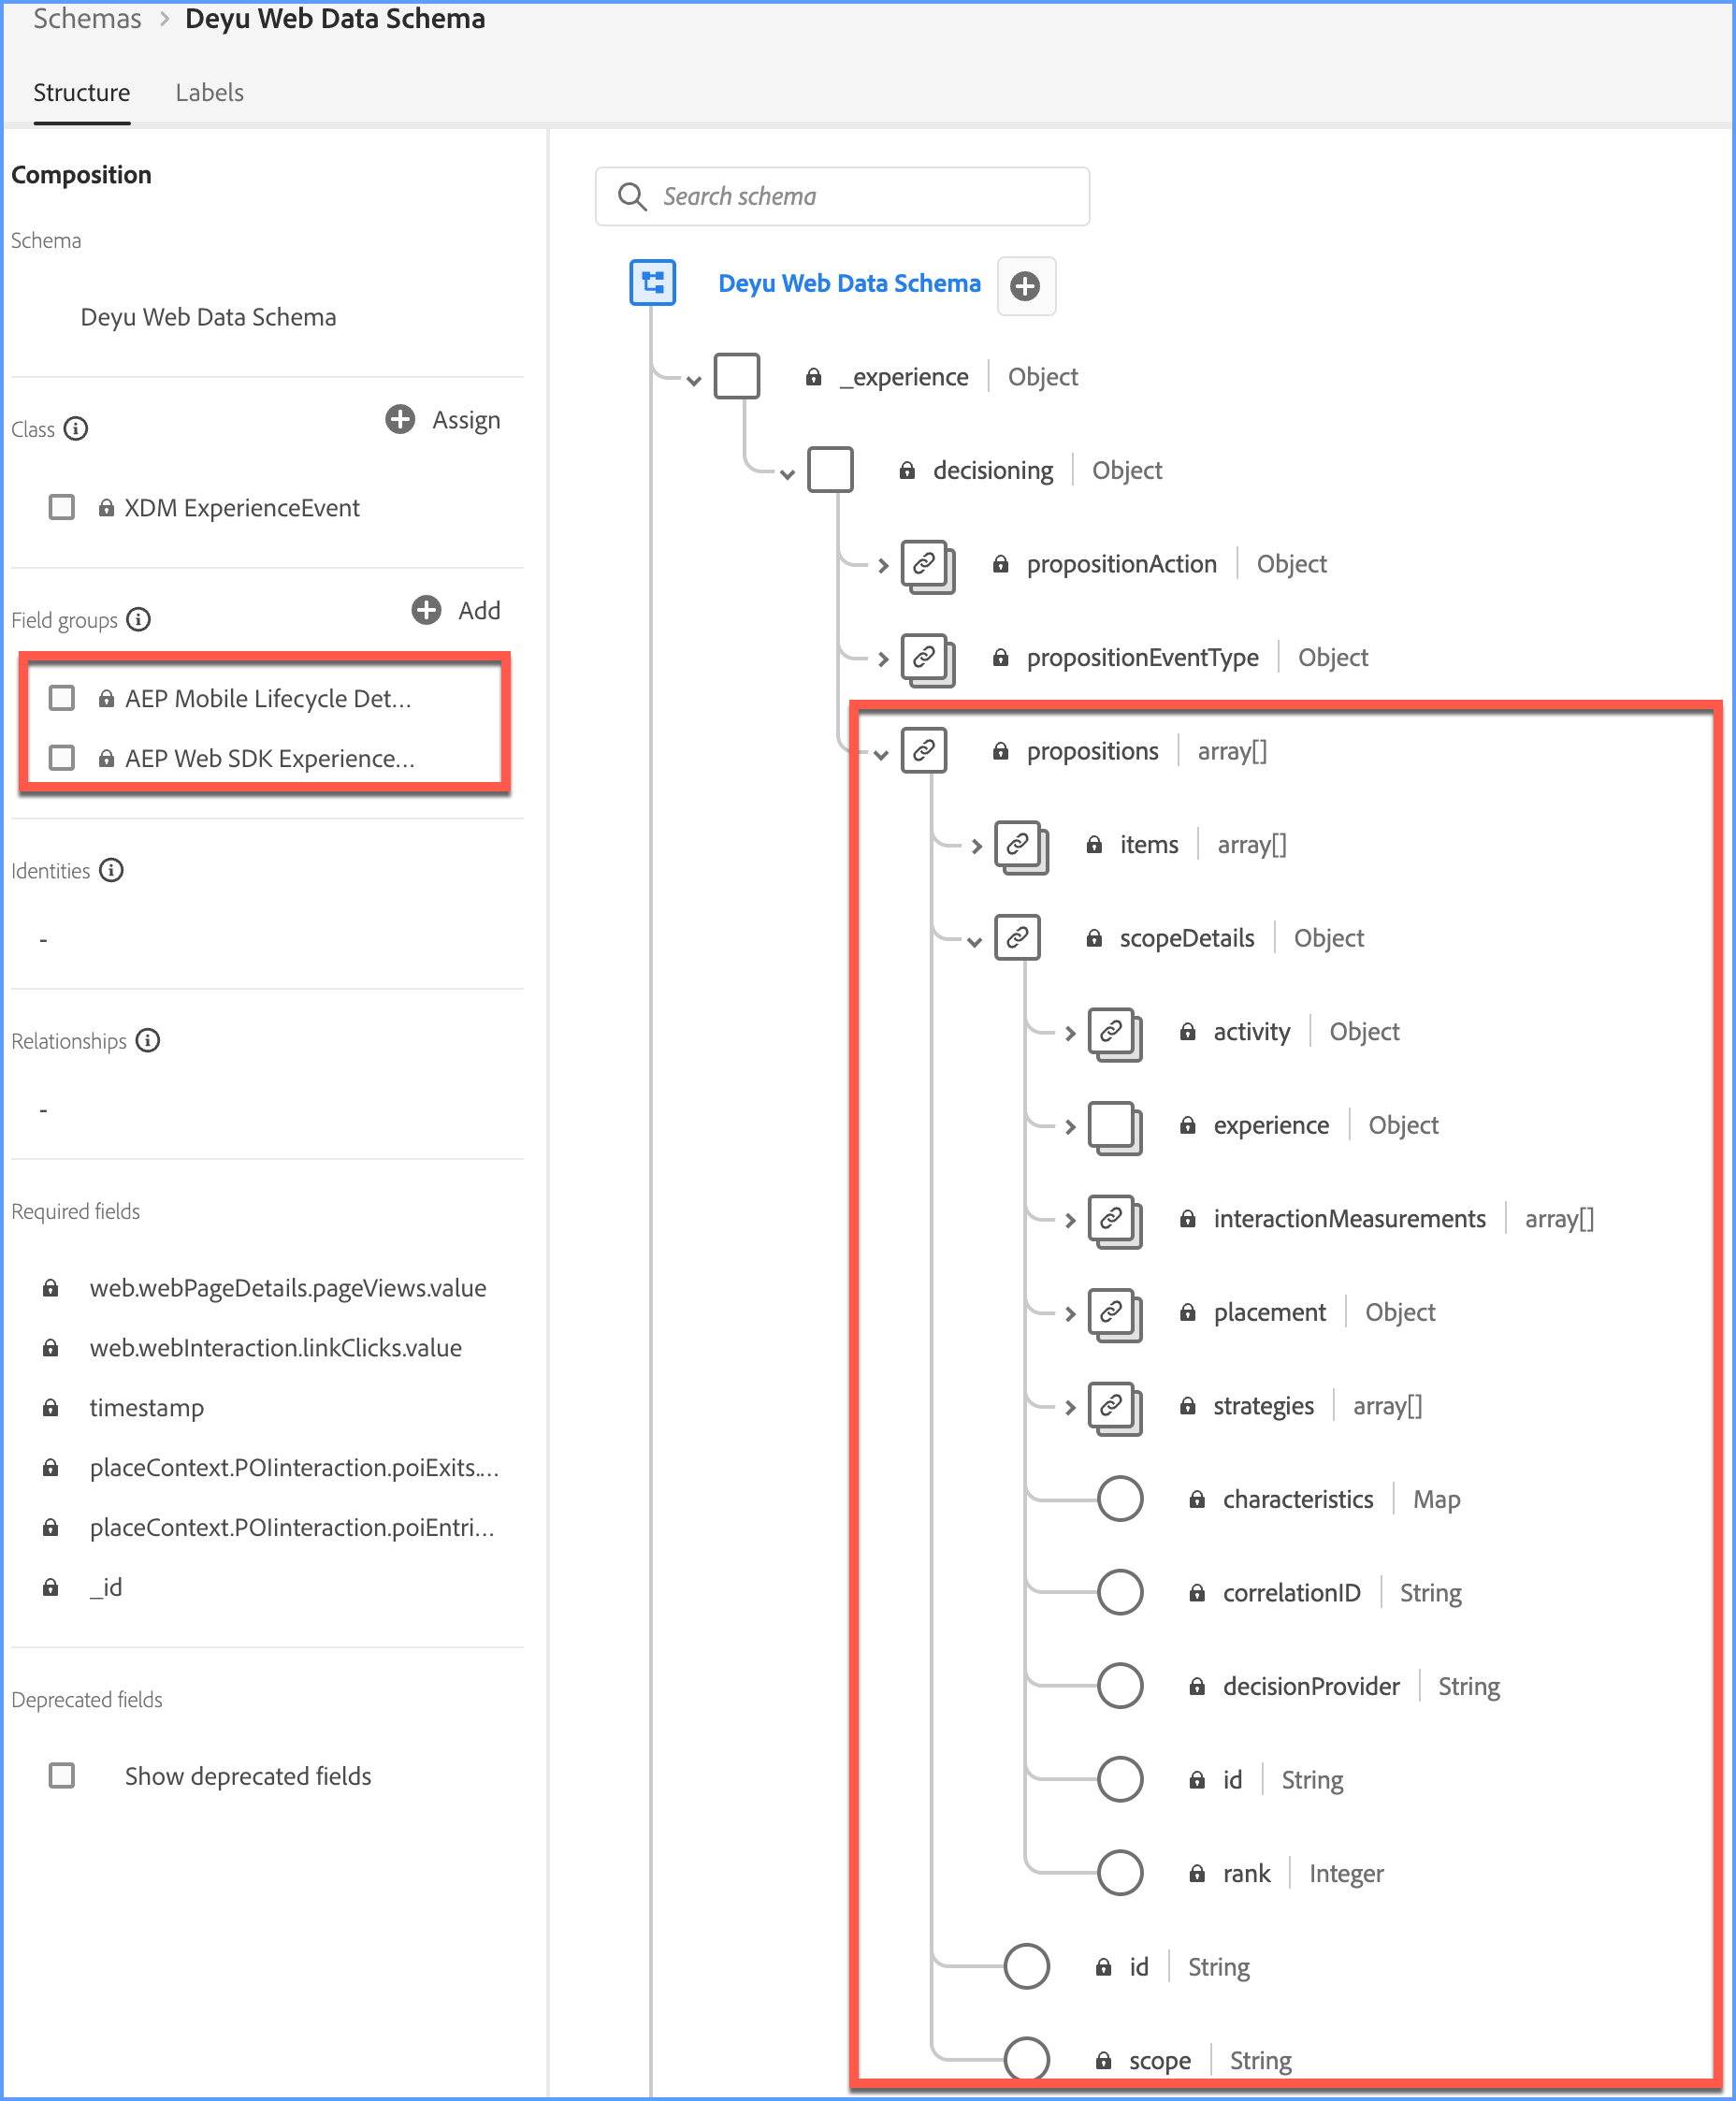 Schemas > Deyu Web Data Schema
Structure Labels
Composition
Schema
Deyu Web Data Schema
Class
Assign
XDM ExperienceEvent
Field groups
Add
AEP Mobile Lifecycle Det...
AEP Web SDK Experience...
Identities
-
Relationships
-
Required fields
web.webPageDetails.pageViews.value
web.webInteraction.linkClicks.value
timestamp
placeContext.POIinteraction.poiExits....
placeContext.POIinteraction.poiEntri...
_id
Deprecated fields
Show deprecated fields
Search schema
Deyu Web Data Schema
_experience | Object
decisioning | Object
propositionAction | Object
propositionEventType | Object
propositions | array[]
items | array[]
scopeDetails | Object
activity | Object
experience | Object
interactionMeasurements | array[]
placement | Object
strategies | array[]
characteristics | Map
correlationID | String
decisionProvider | String
id | String
rank | Integer
id | String
scope | String